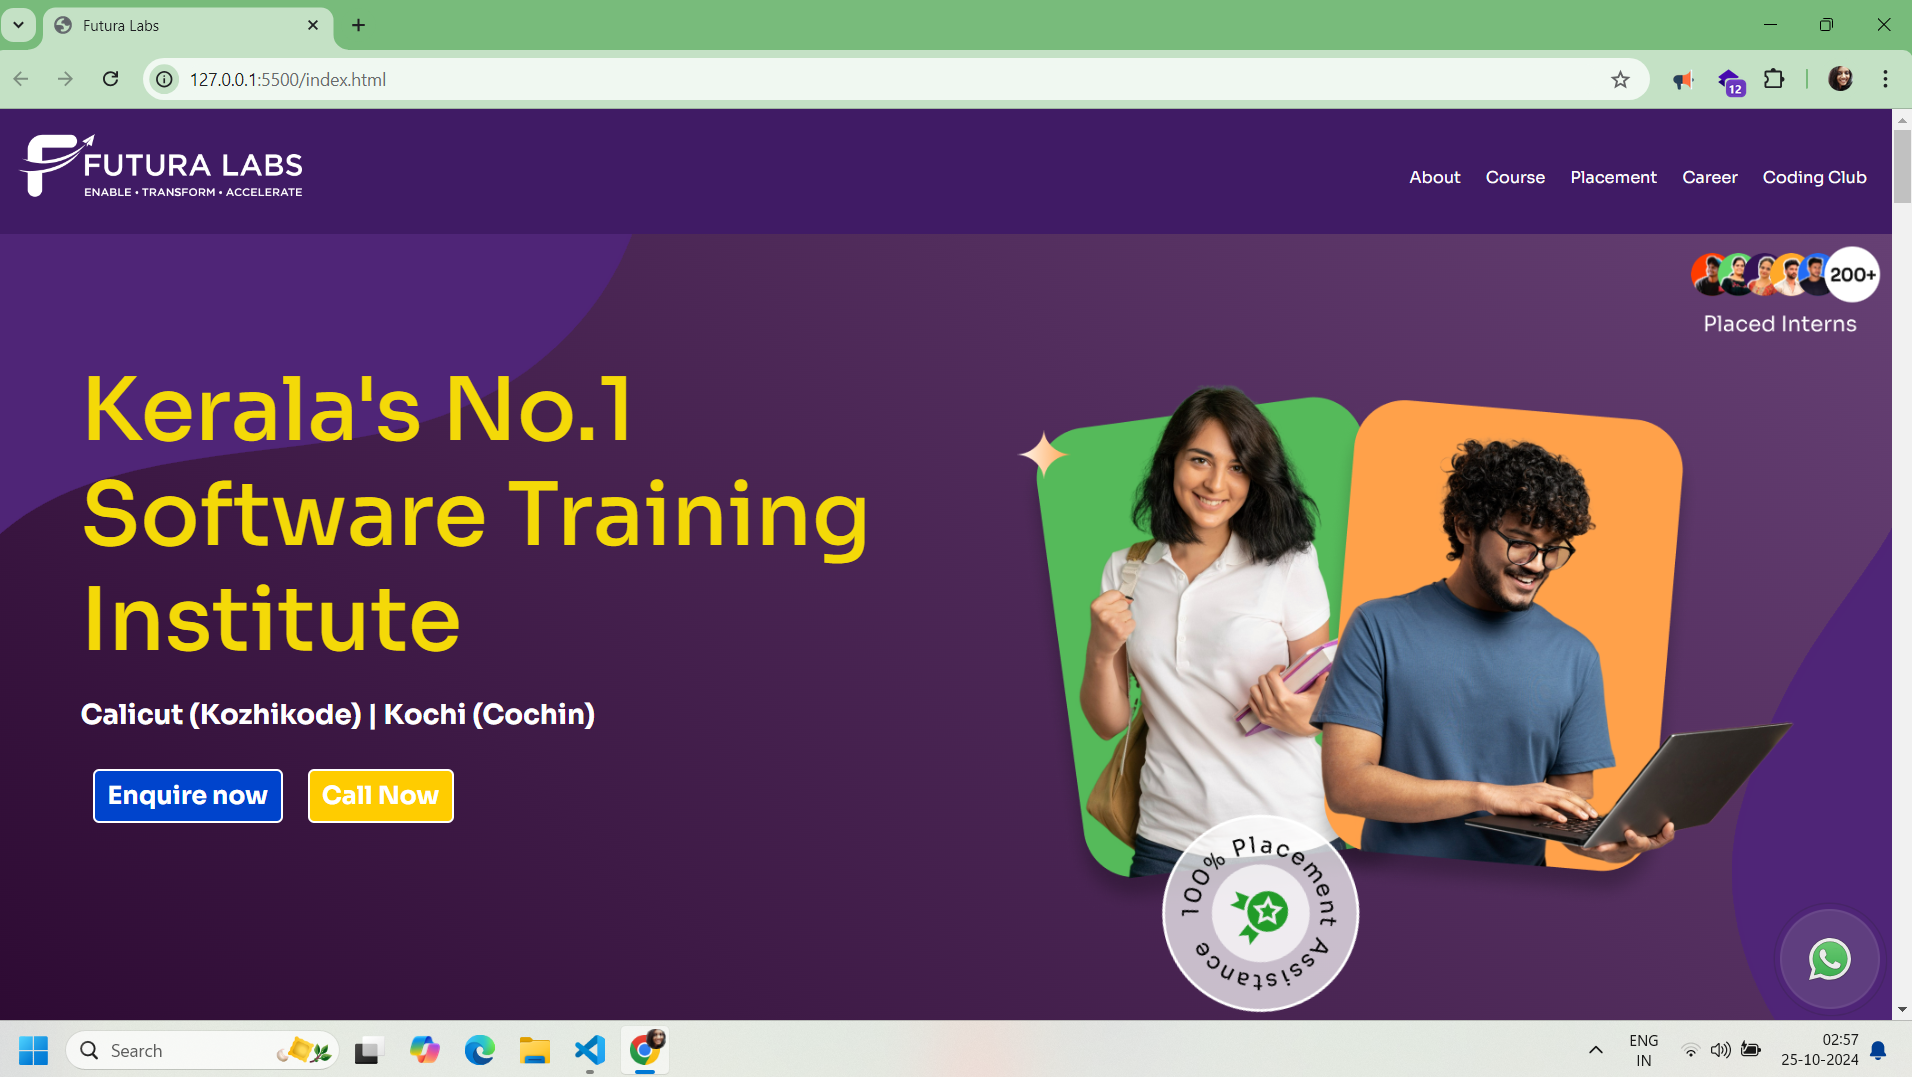 Futura Labs
127.0.0.1:5500/index.html
12
FUTURA LABS
ENABLE • TRANSFORM • ACCELERATE
About Course Placement Career Coding Club
200+
Placed Interns
Kerala's No.1
Software Training
Institute
Calicut (Kozhikode) | Kochi (Cochin)
Enquire now Call Now
100% Placement Assistance
Search
ENG
IN
02:57
25-10-2024